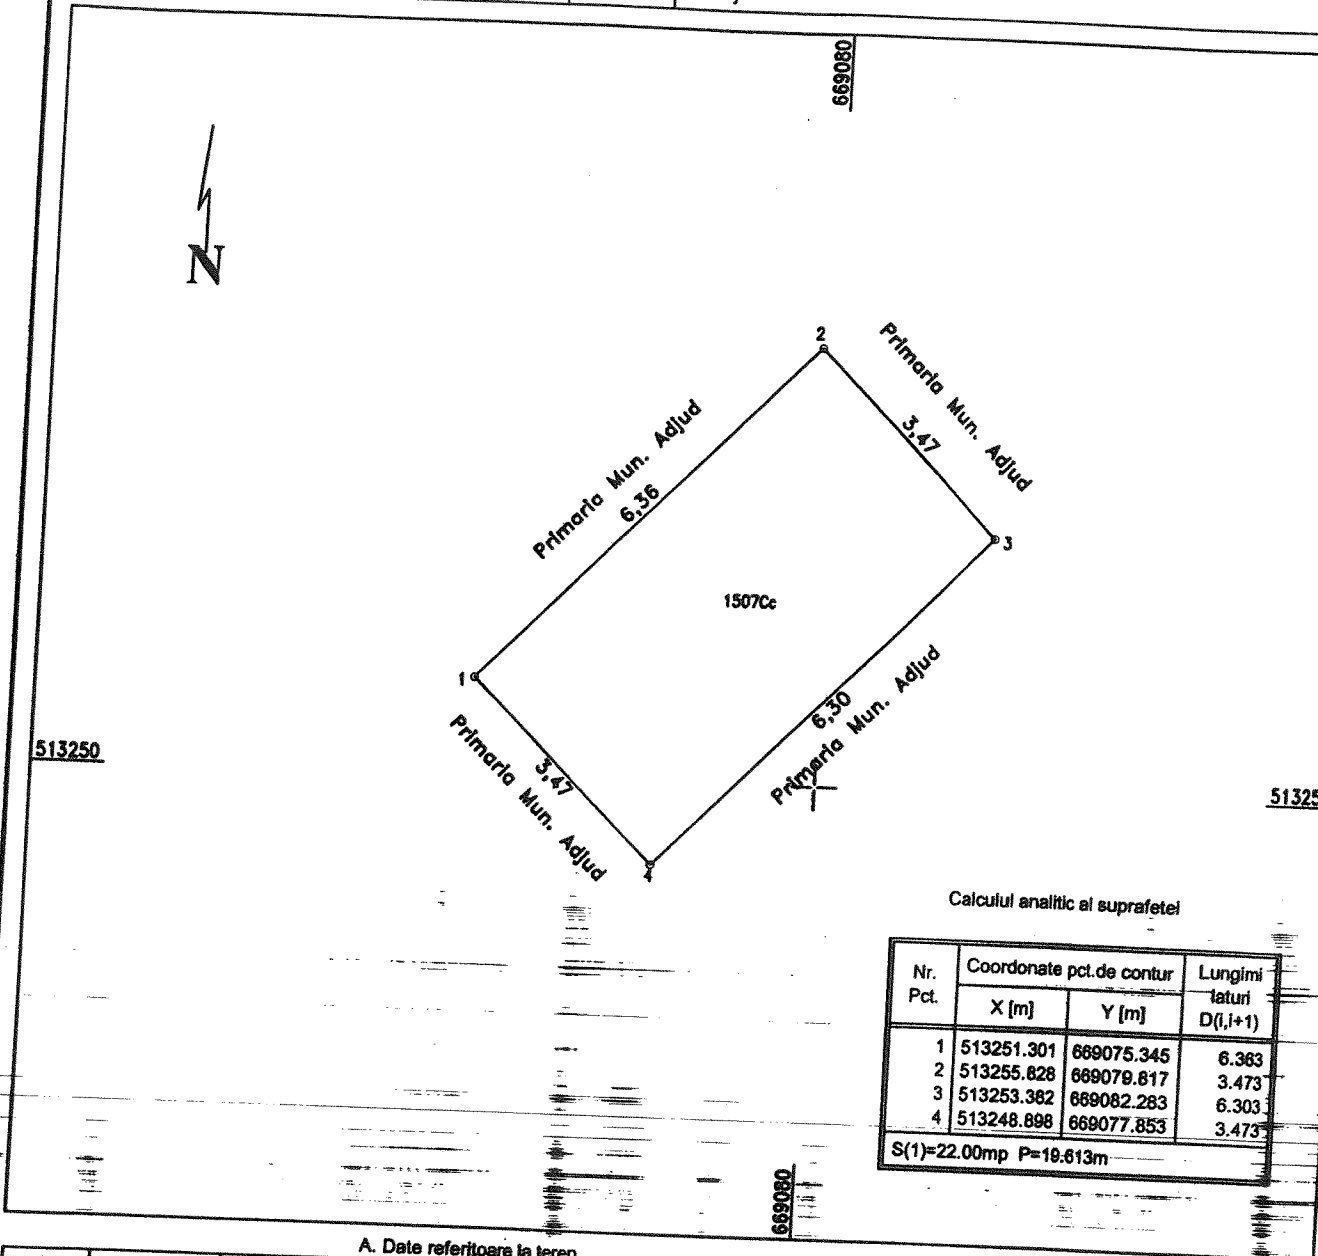 669080
N
2
Primaria Mun. Adjud
3,47
Primaria Mun. Adjud
6,36
3
1507Cc
1
6,30
Primaria Mun. Adjud
513250
3,47
Primaria Mun. Adjud
4
Calculul analitic al suprafetei
Nr. Pct.
Coordonate pct.de contur
Lungimi laturi D(i,i+1)
X [m]
Y [m]
1 513251.301 669075.345 6.363
2 513255.828 669079.817 3.473
3 513253.382 669082.283 6.303
4 513248.898 669077.853 3.473
S(1)=22.00mp P=19.613m
669080
A. Date referitoare la teren